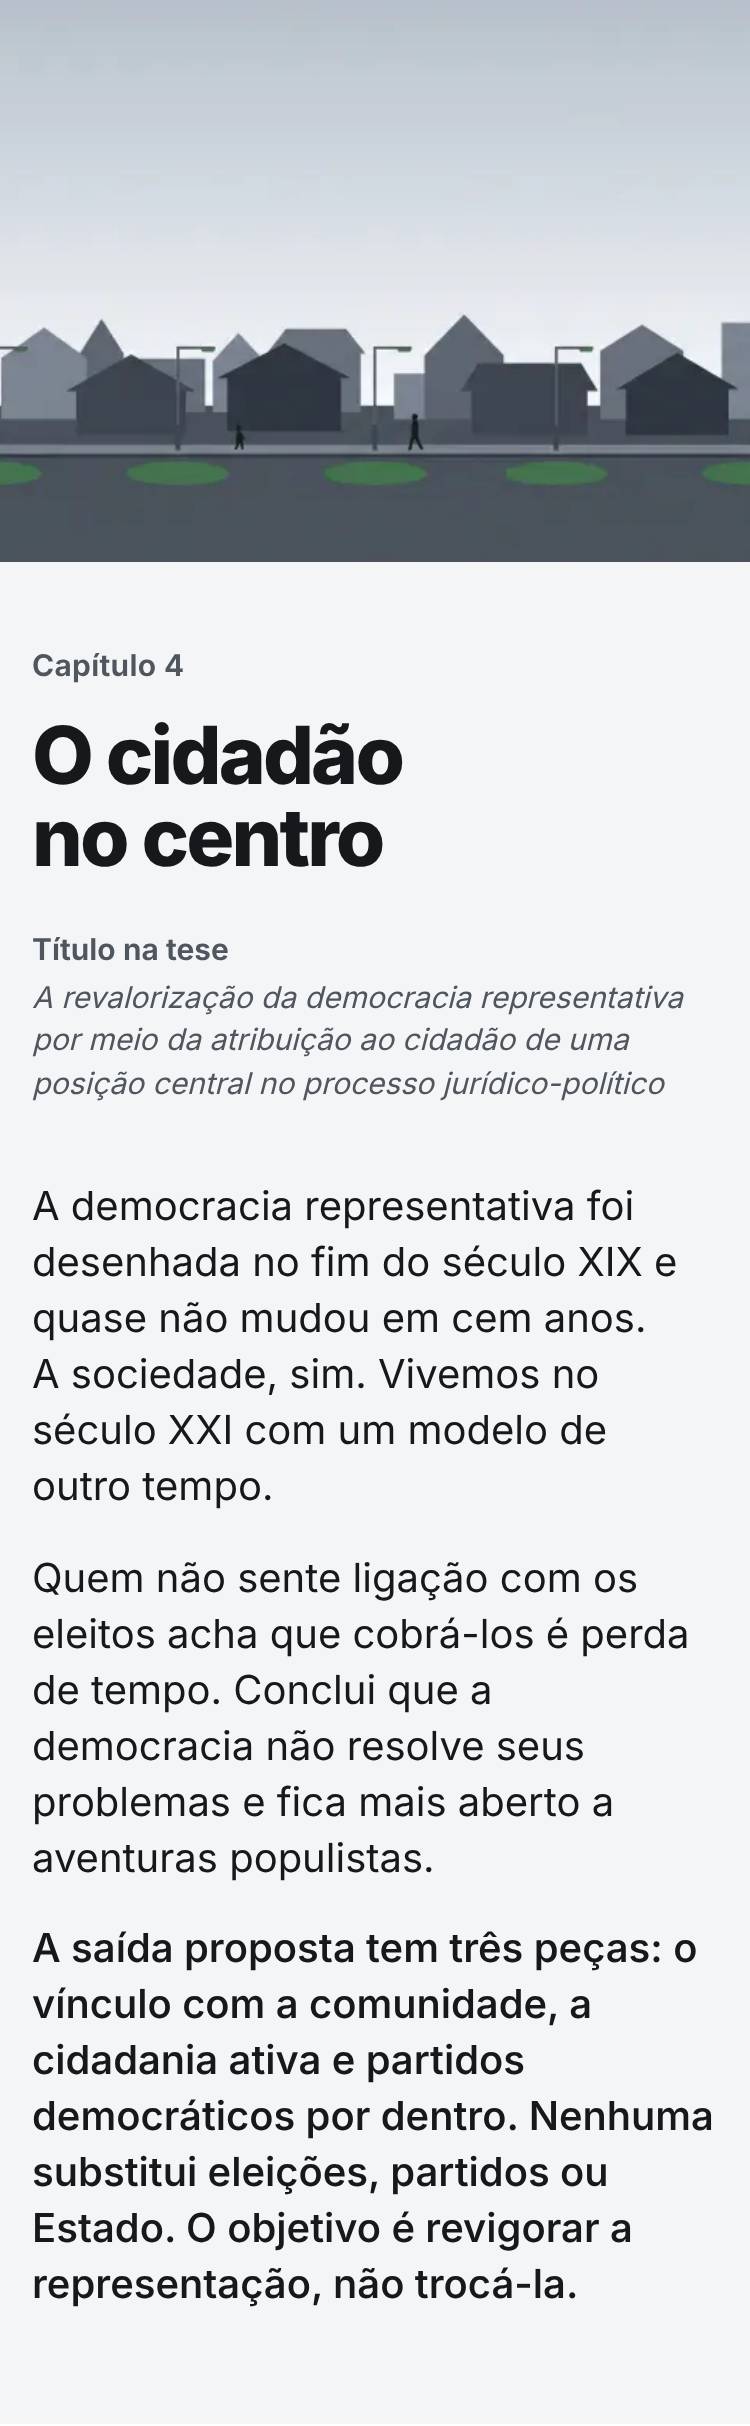 Capítulo 4
O cidadão
no centro
Título na tese
A revalorização da democracia representativa
por meio da atribuição ao cidadão de uma
posição central no processo jurídico-político
A democracia representativa foi
desenhada no fim do século XIX e
quase não mudou em cem anos.
A sociedade, sim. Vivemos no
século XXI com um modelo de
outro tempo.
Quem não sente ligação com os
eleitos acha que cobrá-los é perda
de tempo. Conclui que a
democracia não resolve seus
problemas e fica mais aberto a
aventuras populistas.
A saída proposta tem três peças: o
vínculo com a comunidade, a
cidadania ativa e partidos
democráticos por dentro. Nenhuma
substitui eleições, partidos ou
Estado. O objetivo é revigorar a
representação, não trocá-la.